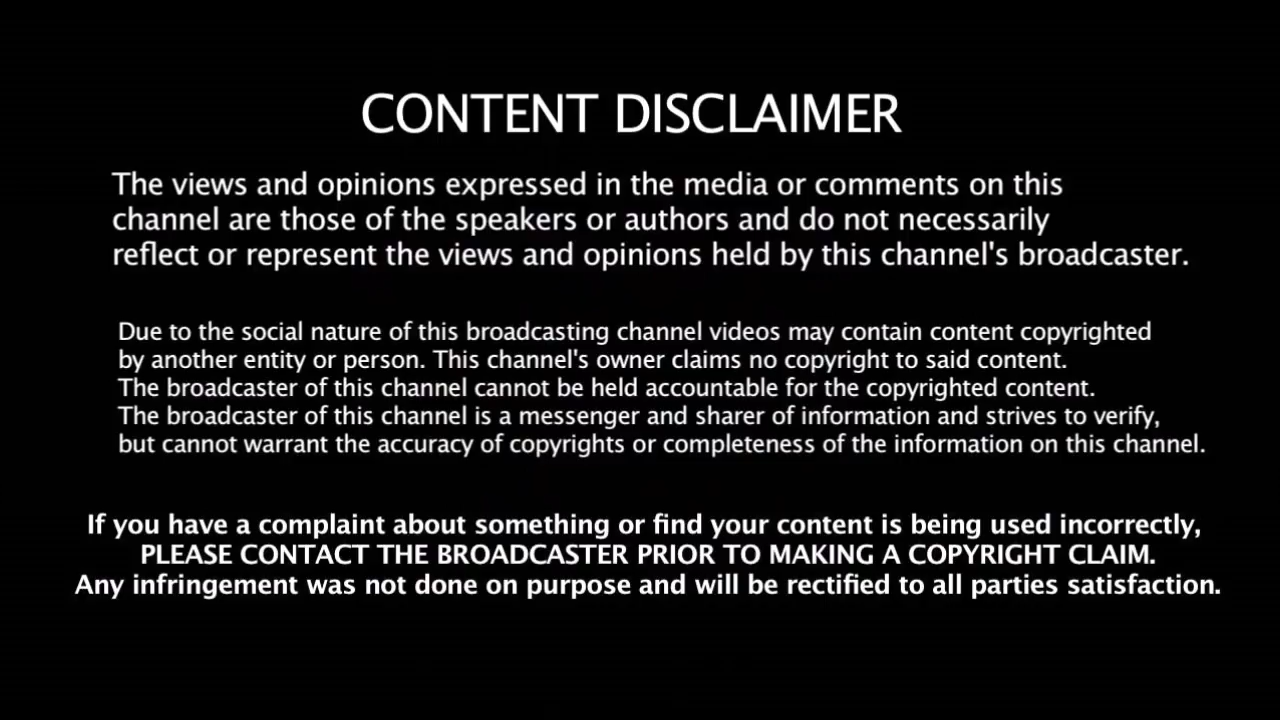 CONTENT DISCLAIMER
The views and opinions expressed in the media or comments on this
channel are those of the speakers or authors and do not necessarily
reflect or represent the views and opinions held by this channel's broadcaster.
Due to the social nature of this broadcasting channel videos may contain content copyrighted
by another entity or person. This channel's owner claims no copyright to said content.
The broadcaster of this channel cannot be held accountable for the copyrighted content.
The broadcaster of this channel is a messenger and sharer of information and strives to verify,
but cannot warrant the accuracy of copyrights or completeness of the information on this channel.
If you have a complaint about something or find your content is being used incorrectly,
PLEASE CONTACT THE BROADCASTER PRIOR TO MAKING A COPYRIGHT CLAIM.
Any infringement was not done on purpose and will be rectified to all parties satisfaction.